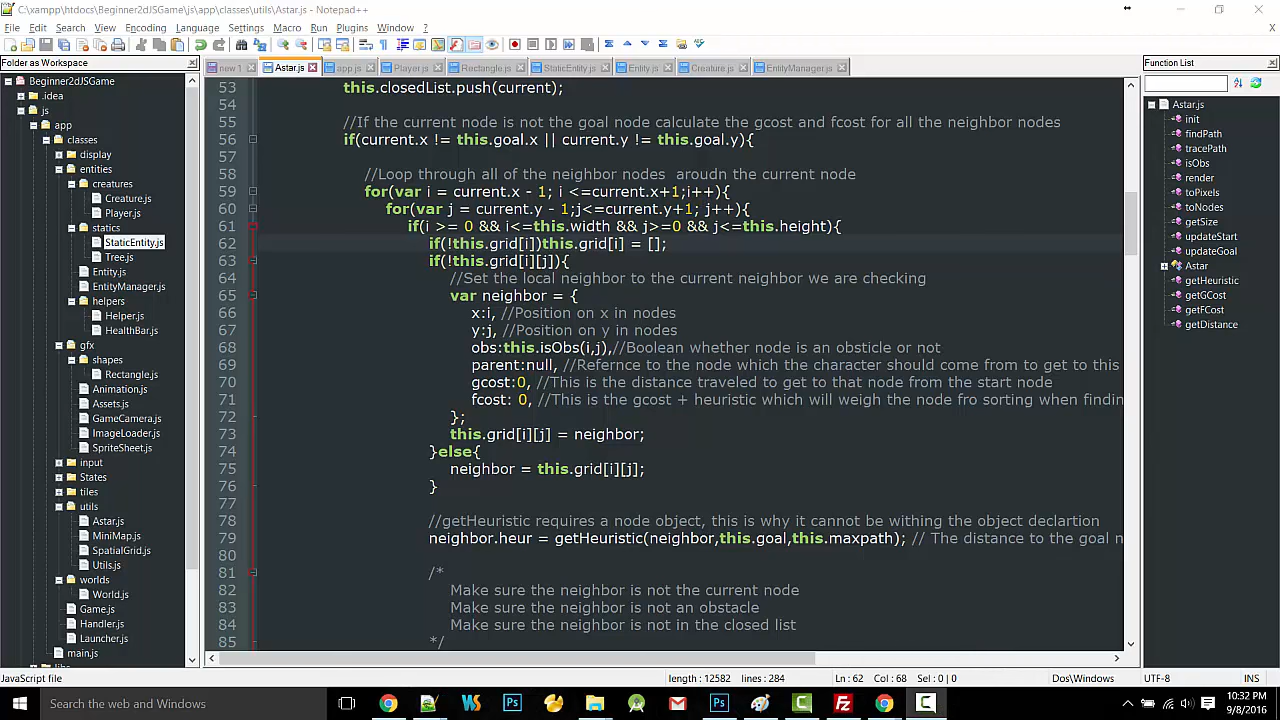 C:\xampp\htdocs\Beginner2dJSGame\js\app\classes\utils\Astar.js - Notepad++
File Edit Search View Encoding Language Settings Macro Run Plugins Window ?
Folder as Workspace
new 1 Astar.js app.js Player.js Rectangle.js StaticEntity.js Entity.js Creature.js EntityManager.js
Function List
Beginner2dJSGame
.idea
js
app
classes
display
entities
creatures
Creature.js
Player.js
statics
StaticEntity.js
Tree.js
Entity.js
EntityManager.js
helpers
Helper.js
HealthBar.js
gfx
shapes
Rectangle.js
Animation.js
Assets.js
GameCamera.js
ImageLoader.js
SpriteSheet.js
input
States
tiles
utils
Astar.js
MiniMap.js
SpatialGrid.js
Utils.js
worlds
World.js
Game.js
Handler.js
Launcher.js
main.js
53 this.closedList.push(current);
54
55 //If the current node is not the goal node calculate the gcost and fcost for all the neighbor nodes
56 if(current.x != this.goal.x || current.y != this.goal.y){
57
58 //Loop through all of the neighbor nodes aroudn the current node
59 for(var i = current.x - 1; i <=current.x+1;i++){
60 for(var j = current.y - 1;j<=current.y+1; j++){
61 if(i >= 0 && i<=this.width && j>=0 && j<=this.height){
62 if(!this.grid[i])this.grid[i] = [];
63 if(!this.grid[i][j]){
64 //Set the local neighbor to the current neighbor we are checking
65 var neighbor = {
66 x:i, //Position on x in nodes
67 y:j, //Position on y in nodes
68 obs:this.isObs(i,j),//Boolean whether node is an obsticle or not
69 parent:null, //Refernce to the node which the character should come from to get to this
70 gcost:0, //This is the distance traveled to get to that node from the start node
71 fcost: 0, //This is the gcost + heuristic which will weigh the node fro sorting when findin
72 };
73 this.grid[i][j] = neighbor;
74 }else{
75 neighbor = this.grid[i][j];
76 }
77
78 //getHeuristic requires a node object, this is why it cannot be withing the object declartion
79 neighbor.heur = getHeuristic(neighbor,this.goal,this.maxpath); // The distance to the goal n
80
81 /*
82 Make sure the neighbor is not the current node
83 Make sure the neighbor is not an obstacle
84 Make sure the neighbor is not in the closed list
85 */
Astar.js
init
findPath
tracePath
isObs
render
toPixels
toNodes
getSize
updateStart
updateGoal
Astar
getHeuristic
getGCost
getFCost
getDistance
JavaScript file length : 12582 lines : 284 Ln : 62 Col : 68 Sel : 0 | 0 Dos\Windows UTF-8 INS
Search the web and Windows
10:32 PM
9/8/2016